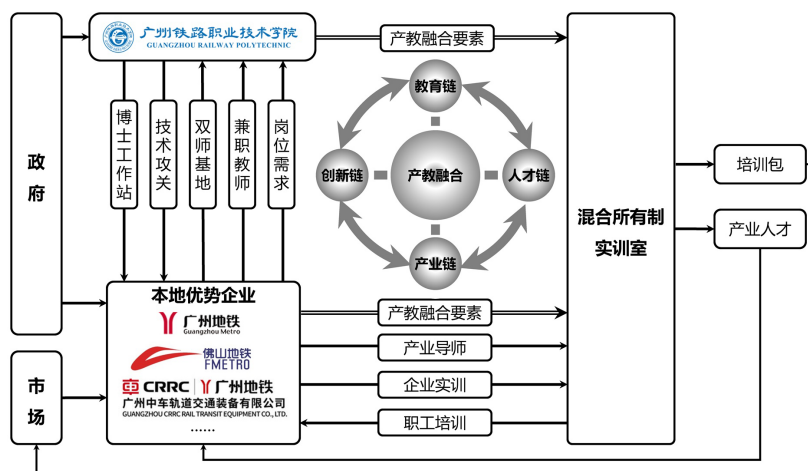 政府
广州铁路职业技术学院
GUANGZHOU RAILWAY POLYTECHNIC
产教融合要素
博士工作站
技术攻关
双师基地
兼职教师
岗位需求
教育链
创新链
产教融合
人才链
产业链
混合所有制
实训室
培训包
产业人才
本地优势企业
广州地铁
Guangzhou Metro
佛山地铁
FMETRO
CRRC 广州地铁
广州中车轨道交通装备有限公司
GUANGZHOU CRRC RAIL TRANSIT EQUIPMENT CO., LTD.
......
产教融合要素
产业导师
企业实训
职工培训
市场